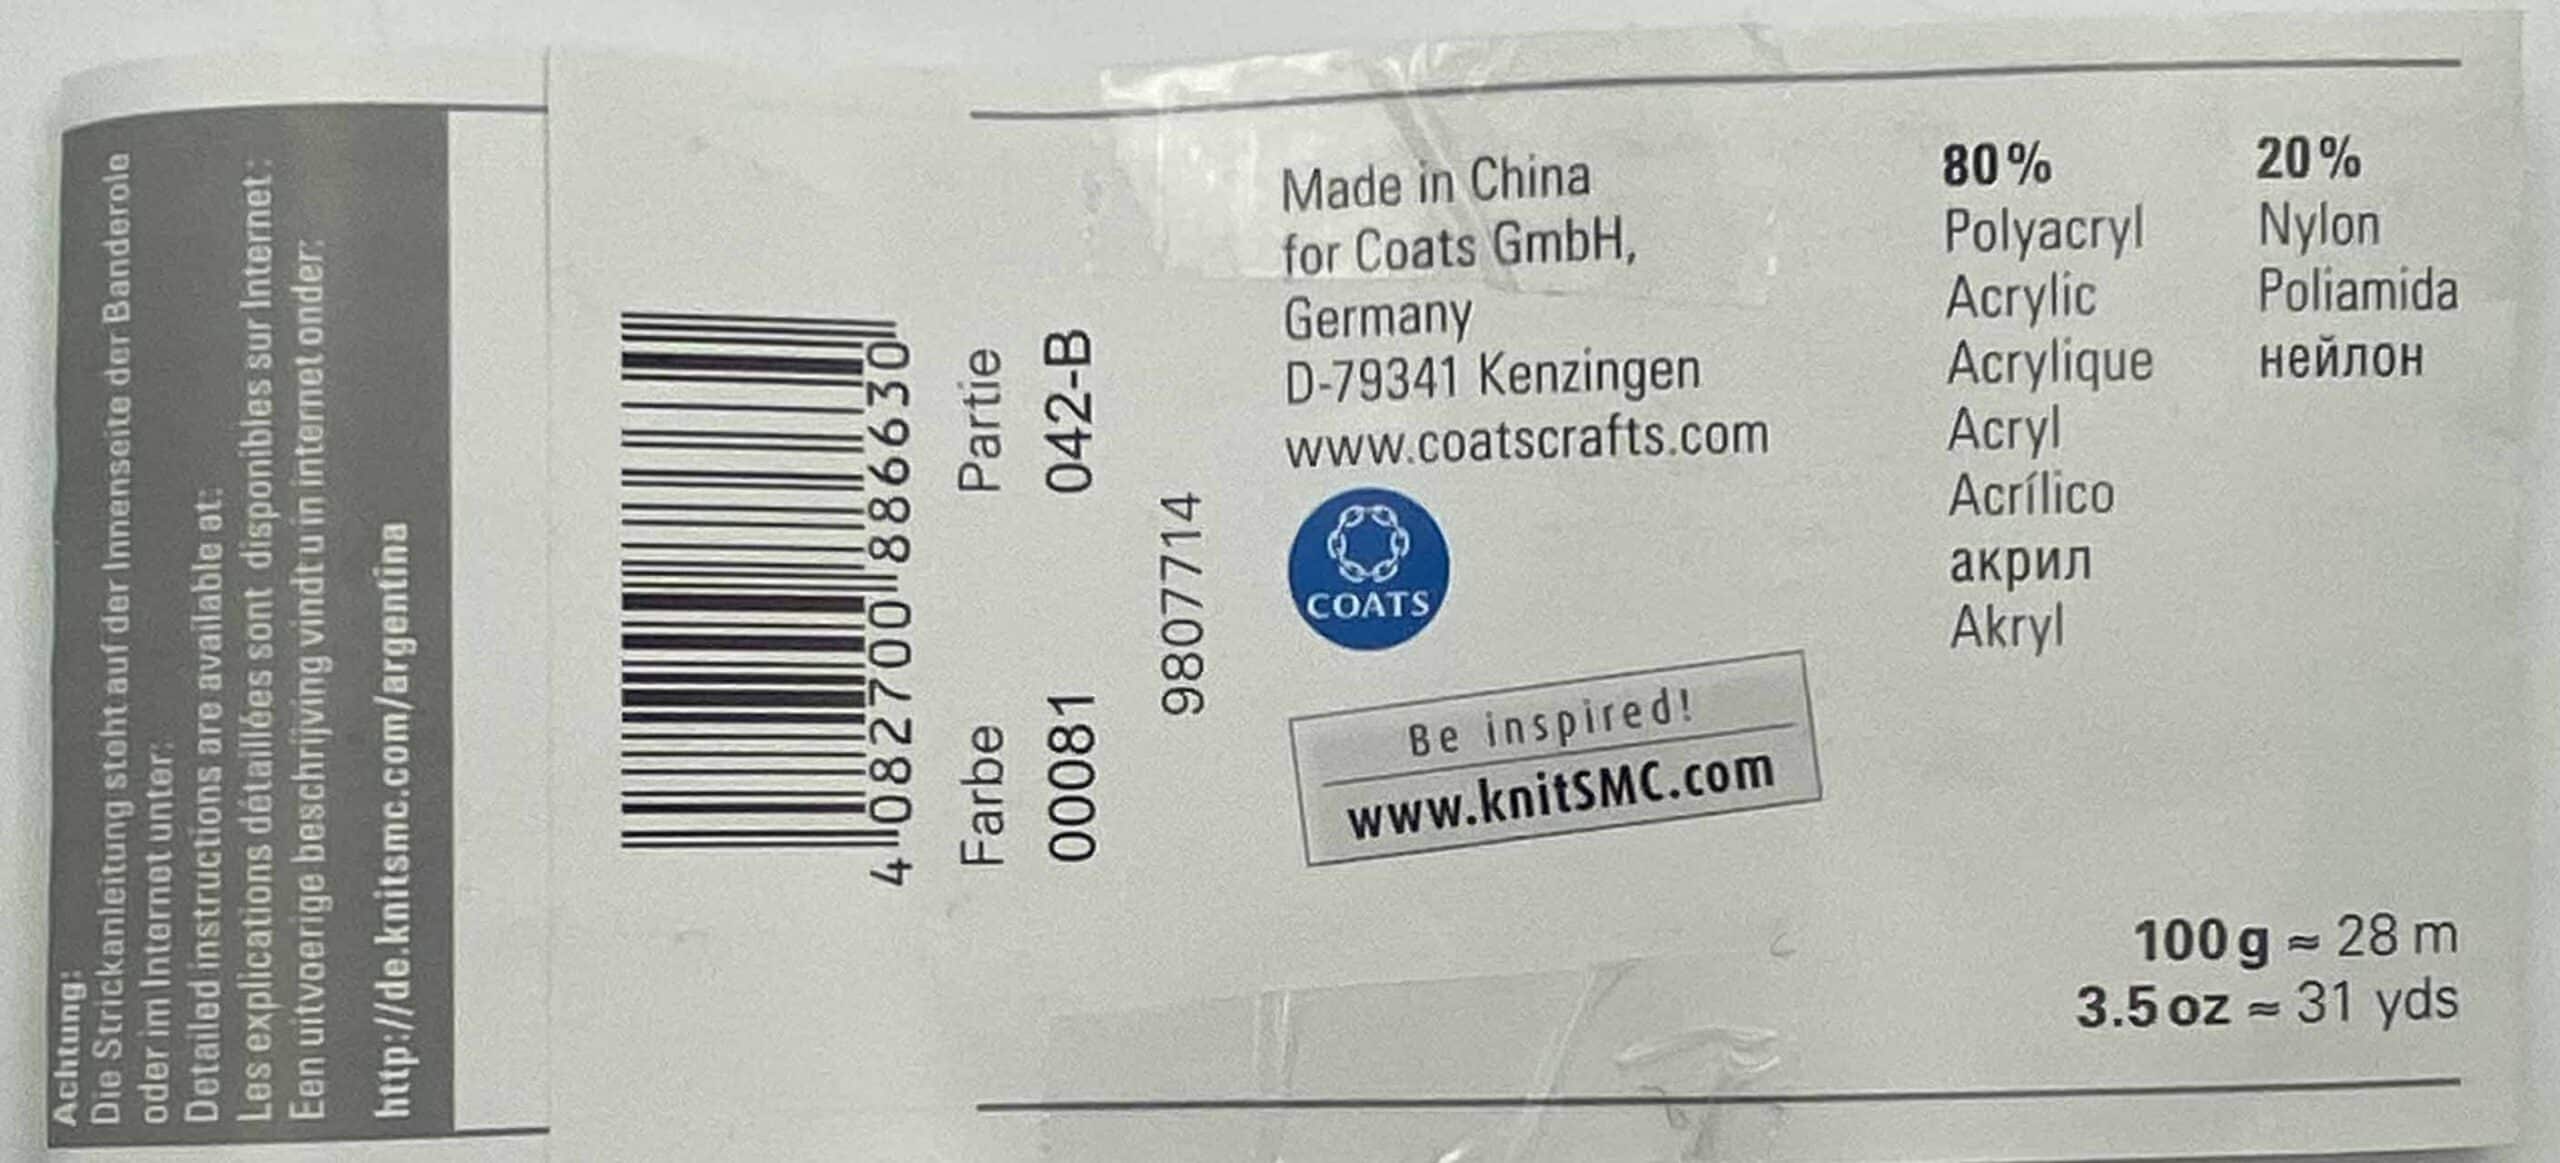 Achtung:
Die Strickanleitung steht auf der Innenseite der Banderole
oder im Internet unter:
Detailed instructions are available at:
Les explications détaillées sont disponibles sur Internet :
Een uitvoerige beschrijving vindt u in internet onder:
http://de.knitsmc.com/argentina
4 082700 886630
Farbe Partie
00081 042-B
9807714
Made in China
for Coats GmbH,
Germany
D-79341 Kenzingen
www.coatscrafts.com
COATS
Be inspired!
www.knitSMC.com
80%
Polyacryl
Acrylic
Acrylique
Acryl
Acrílico
акрил
Akryl
20%
Nylon
Poliamida
нейлон
100 g ≈ 28 m
3.5 oz ≈ 31 yds